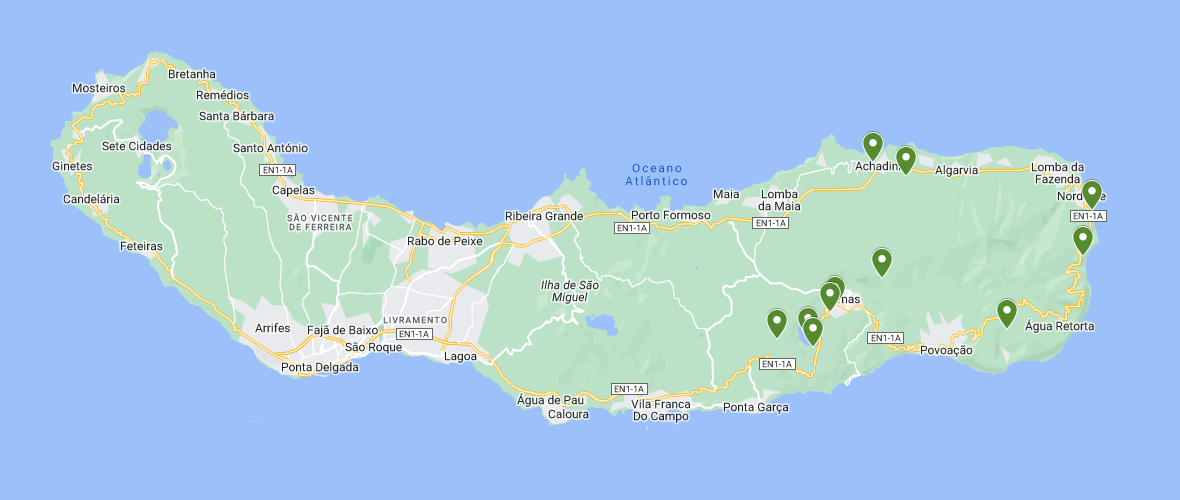 Bretanha
Mosteiros
Remédios
Santa Bárbara
Sete Cidades
Santo António
EN1-1A
Ginetes
Capelas
Candelária
SÃO VICENTE
DE FERREIRA
Feteiras
Rabo de Peixe
Ribeira Grande
Oceano
Atlântico
Porto Formoso
EN1-1A
Maia
Lomba
da Maia
EN1-1A
Achadin
Algarvia
Lomba da
Fazenda
Nord
e
EN1-1A
Ilha de São
Miguel
nas
LIVRAMENTO
Arrifes
Fajã de Baixo
EN1-1A
São Roque
Lagoa
Ponta Delgada
Água Retorta
EN1-1A
Povoação
EN1-1A
EN1-1A
Água de Pau
Caloura
Vila Franca
Do Campo
Ponta Garça